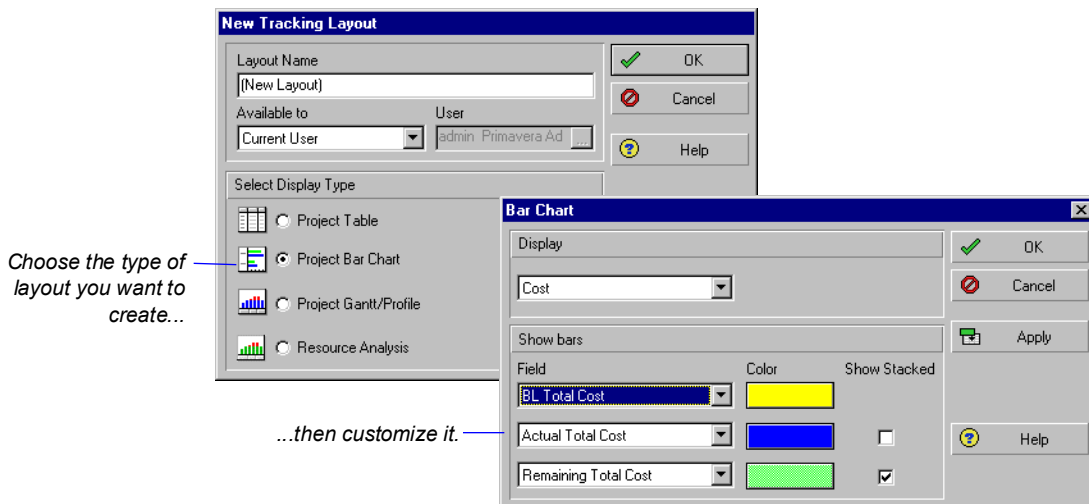 New Tracking Layout
Layout Name
(New Layout)
Available to
User
Current User
admin Primavera Ad ...
OK
Cancel
Help
Select Display Type
Project Table
Project Bar Chart
Project Gantt/Profile
Resource Analysis
Choose the type of
layout you want to
create...
Bar Chart
Display
Cost
OK
Cancel
Apply
Help
Show bars
Field
Color
Show Stacked
BL Total Cost
Actual Total Cost
Remaining Total Cost
...then customize it.